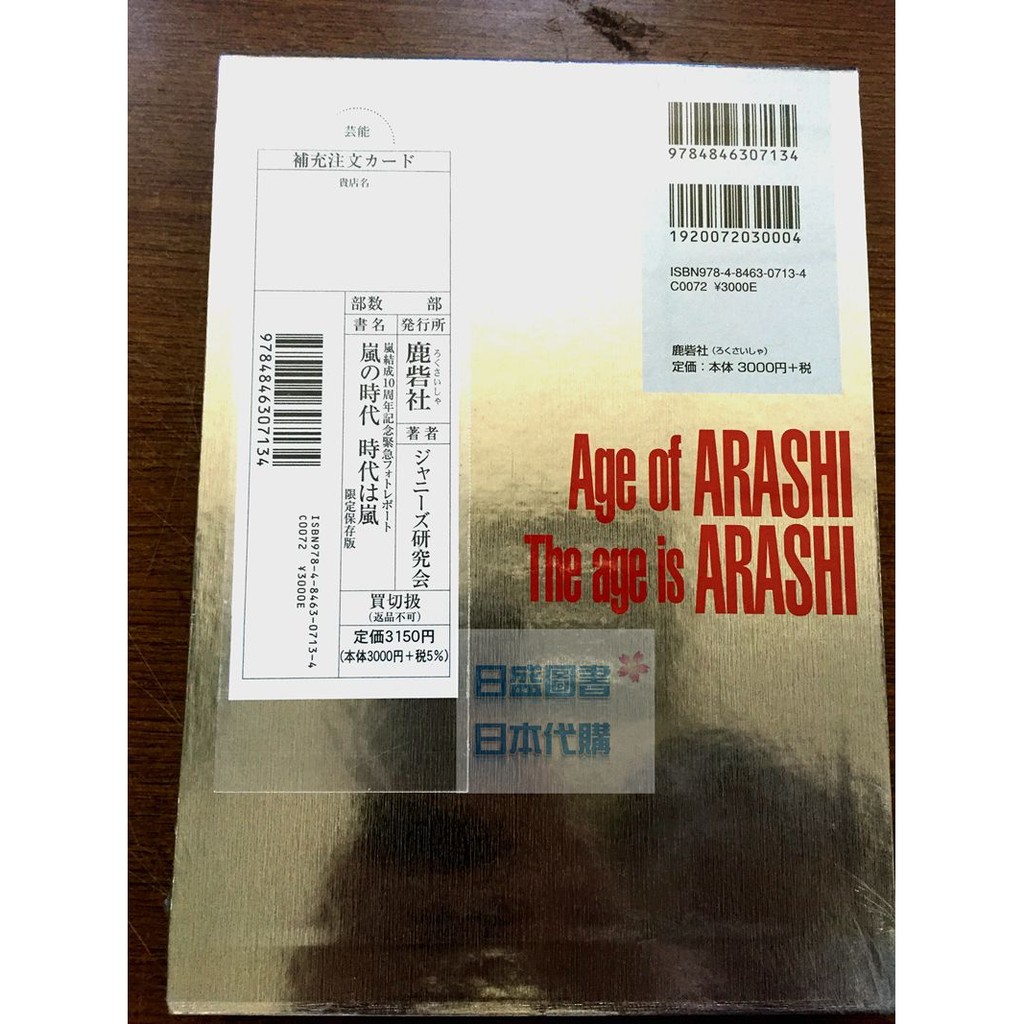 芸能
補充注文カード
貴店名
部数 部
書名
発行所
鹿砦社
ろくさいしゃ
著者
ジャニーズ研究会
嵐結成10周年記念緊急フォトレポート
嵐の時代 時代は嵐
限定保存版
買切扱
(返品不可)
定価3150円
(本体3000円+税5%)
9784846307134
ISBN978-4-8463-0713-4
C0072 ¥3000E
9784846307134
1920072030004
ISBN978-4-8463-0713-4
C0072 ¥3000E
鹿砦社(ろくさいしゃ)
定価：本体 3000円+税
Age of ARASHI
The age is ARASHI
日盛圖書
日本代購